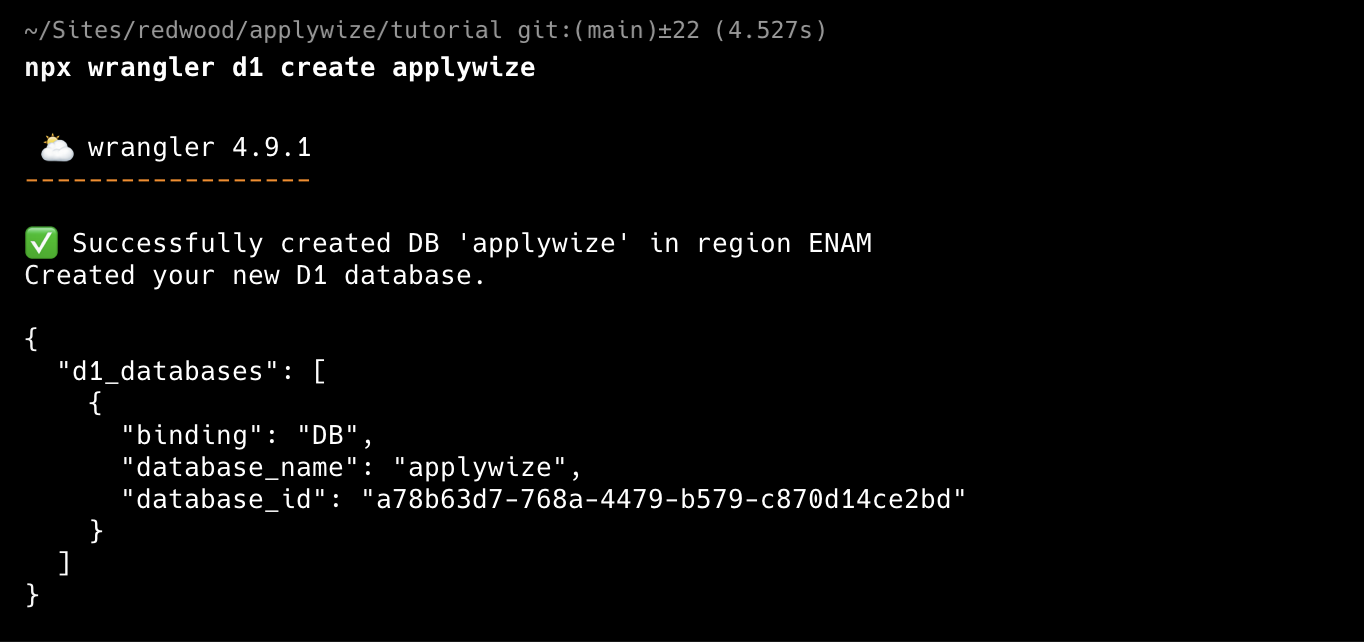 ~/Sites/redwood/applywize/tutorial git:(main)±22 (4.527s)
npx wrangler d1 create applywize
⛅️ wrangler 4.9.1
------------------
✅ Successfully created DB 'applywize' in region ENAM
Created your new D1 database.
{
  "d1_databases": [
    {
      "binding": "DB",
      "database_name": "applywize",
      "database_id": "a78b63d7-768a-4479-b579-c870d14ce2bd"
    }
  ]
}